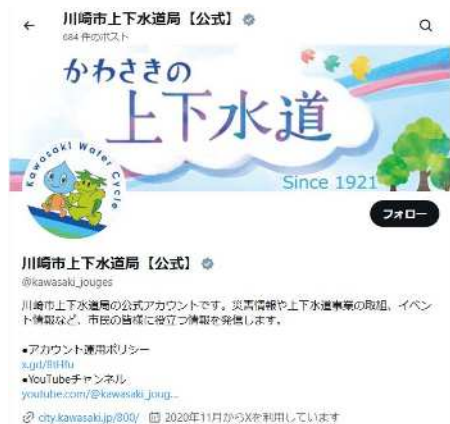 川崎市上下水道局【公式】
684 件のポスト
かわさきの
上下水道
Since 1921
Kawasaki Water Cycle
フォロー
川崎市上下水道局【公式】
@kawasaki_jouges
川崎市上下水道局の公式アカウントです。災害情報や上下水道事業の取組、イベン
ト情報など、市民の皆様に役立つ情報を発信します。
●アカウント運用ポリシー
●YouTubeチャンネル
youtube.com/@kawasaki_joug...
city.kawasaki.jp/800/ 2020年11月からXを利用しています